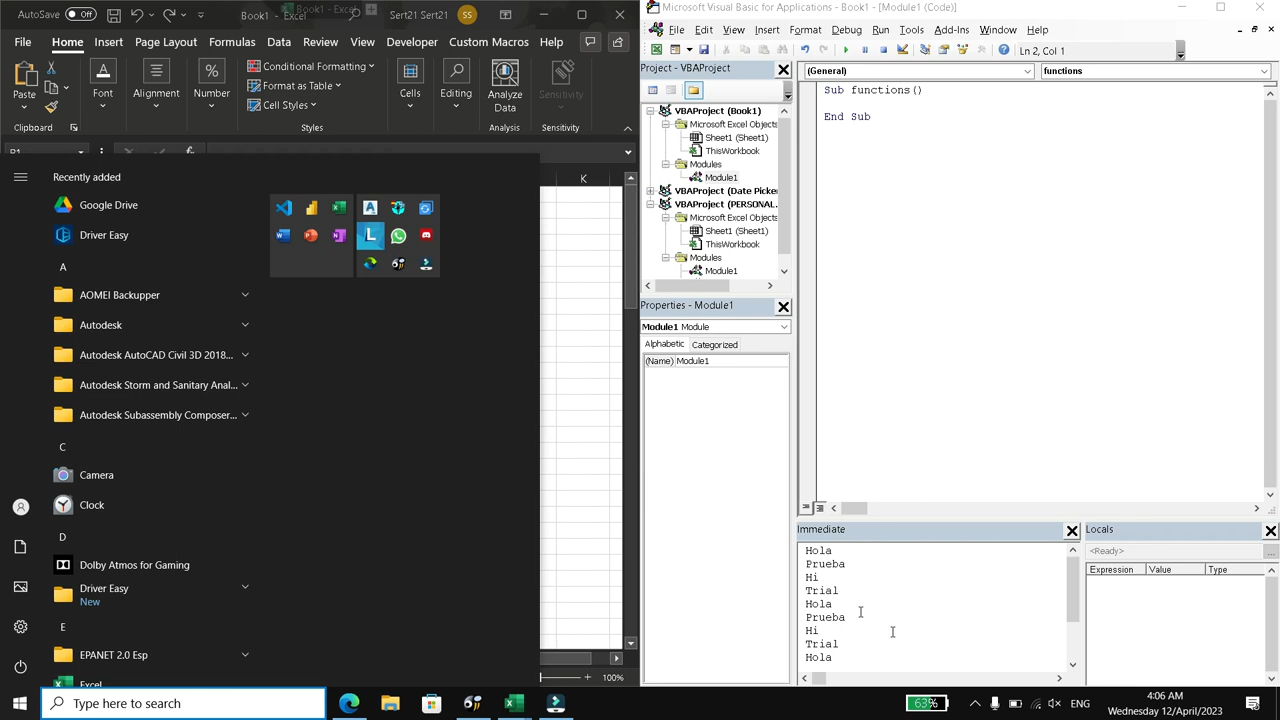 AutoSave Off Book1 - Excel Sert21 Sert21 SS
Book1 - Excel
File Home Insert Page Layout Formulas Data Review View Developer Custom Macros Help
Paste Font Alignment Number Conditional Formatting Cells Editing Analyze Data Sensitivity
Format as Table
Cell Styles
Clipboard Styles Analysis Sensitivity
K
100%
Recently added
Google Drive
Driver Easy
A
AOMEI Backupper
Autodesk
Autodesk AutoCAD Civil 3D 2018...
Autodesk Storm and Sanitary Anal...
Autodesk Subassembly Composer...
C
Camera
Clock
D
Dolby Atmos for Gaming
Driver Easy
New
E
EPANET 2.0 Esp
Excel
Type here to search
Microsoft Visual Basic for Applications - Book1 - [Module1 (Code)]
File Edit View Insert Format Debug Run Tools Add-Ins Window Help
Ln 2, Col 1
Project - VBAProject
VBAProject (Book1)
Microsoft Excel Objects
Sheet1 (Sheet1)
ThisWorkbook
Modules
Module1
VBAProject (Date Picke
VBAProject (PERSONAL.
Microsoft Excel Objects
Sheet1 (Sheet1)
ThisWorkbook
Modules
Module1
Properties - Module1
Module1 Module
Alphabetic Categorized
(Name) Module1
(General) functions
Sub functions()
End Sub
Immediate
Hola
Prueba
Hi
Trial
Hola
Prueba
Hi
Trial
Hola
Locals
<Ready>
Expression Value Type
63% ENG 4:06 AM
Wednesday 12/April/2023